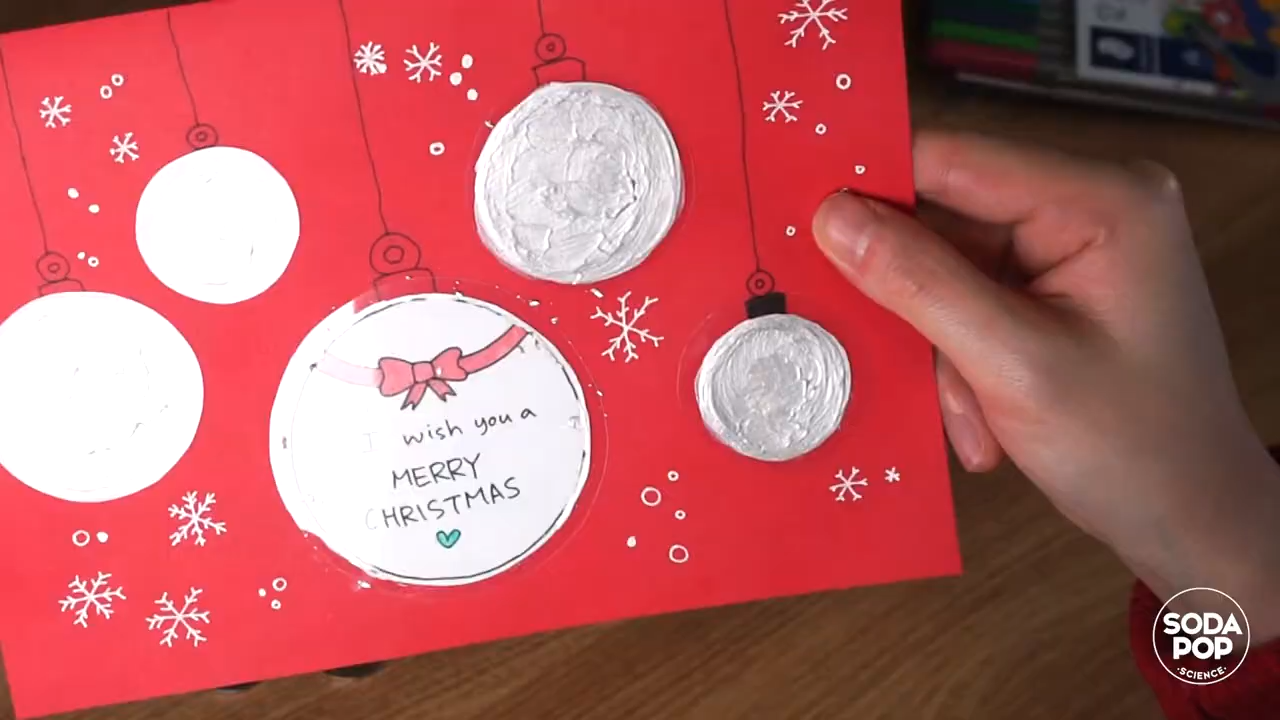 I wish you a
MERRY
CHRISTMAS
SODA
POP
·SCIENCE·